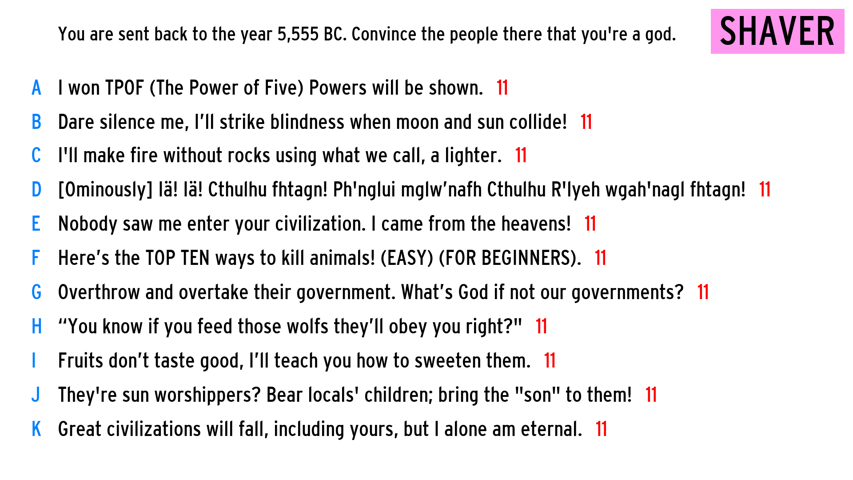 You are sent back to the year 5,555 BC. Convince the people there that you're a god.
SHAVER
A I won TPOF (The Power of Five) Powers will be shown. 11
B Dare silence me, I’ll strike blindness when moon and sun collide! 11
C I'll make fire without rocks using what we call, a lighter. 11
D [Ominously] Iä! Iä! Cthulhu fhtagn! Ph'nglui mglw’nafh Cthulhu R'lyeh wgah'nagl fhtagn! 11
E Nobody saw me enter your civilization. I came from the heavens! 11
F Here’s the TOP TEN ways to kill animals! (EASY) (FOR BEGINNERS). 11
G Overthrow and overtake their government. What’s God if not our governments? 11
H “You know if you feed those wolfs they’ll obey you right?" 11
I Fruits don’t taste good, I’ll teach you how to sweeten them. 11
J They're sun worshippers? Bear locals' children; bring the "son" to them! 11
K Great civilizations will fall, including yours, but I alone am eternal. 11